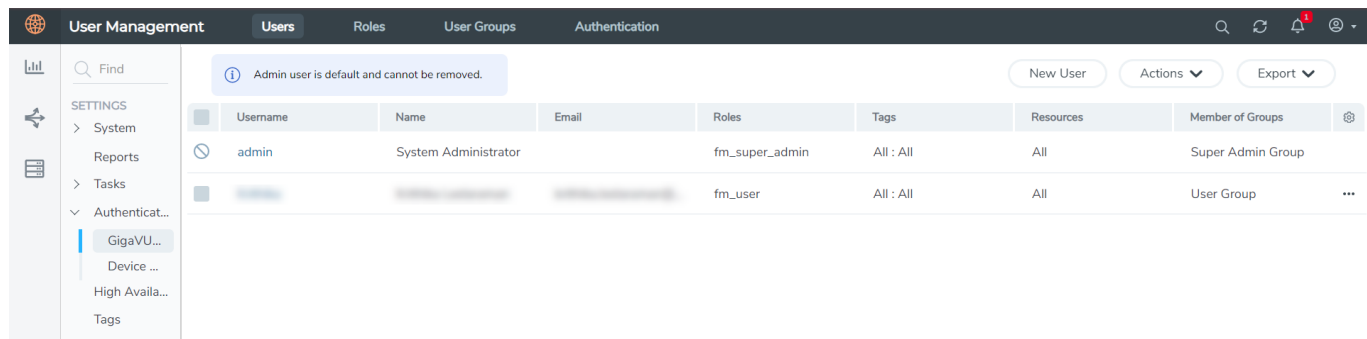 User Management Users Roles User Groups Authentication 1
Find
Admin user is default and cannot be removed. New User Actions Export
SETTINGS
System
Reports
Tasks
Authenticat...
GigaVU...
Device ...
High Availa...
Tags
Username Name Email Roles Tags Resources Member of Groups
admin System Administrator fm_super_admin All : All All Super Admin Group
fm_user All : All All User Group